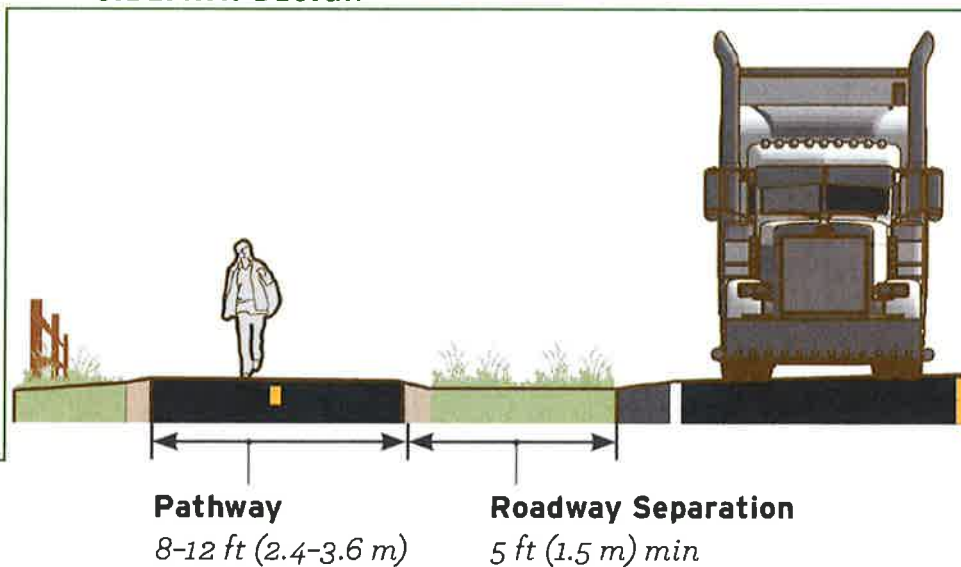 Pathway
8–12 ft (2.4–3.6 m)
Roadway Separation
5 ft (1.5 m) min